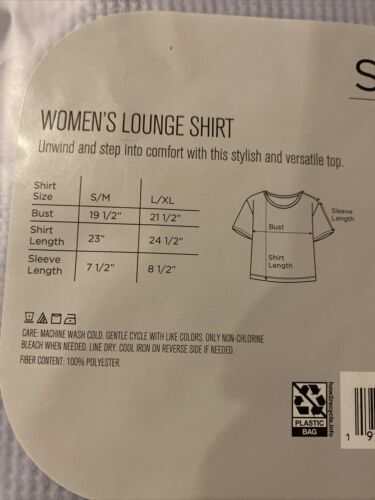 S
WOMEN'S LOUNGE SHIRT
Unwind and step into comfort with this stylish and versatile top.
Shirt Size S/M L/XL
Bust 19 1/2" 21 1/2"
Shirt Length 23" 24 1/2"
Sleeve Length 7 1/2" 8 1/2"
Sleeve
Length
Bust
Shirt
Length
CARE: MACHINE WASH COLD. GENTLE CYCLE WITH LIKE COLORS. ONLY NON-CHLORINE
BLEACH WHEN NEEDED. LINE DRY. COOL IRON ON REVERSE SIDE IF NEEDED.
FIBER CONTENT: 100% POLYESTER.
PLASTIC
BAG
how2recycle.info
1 9